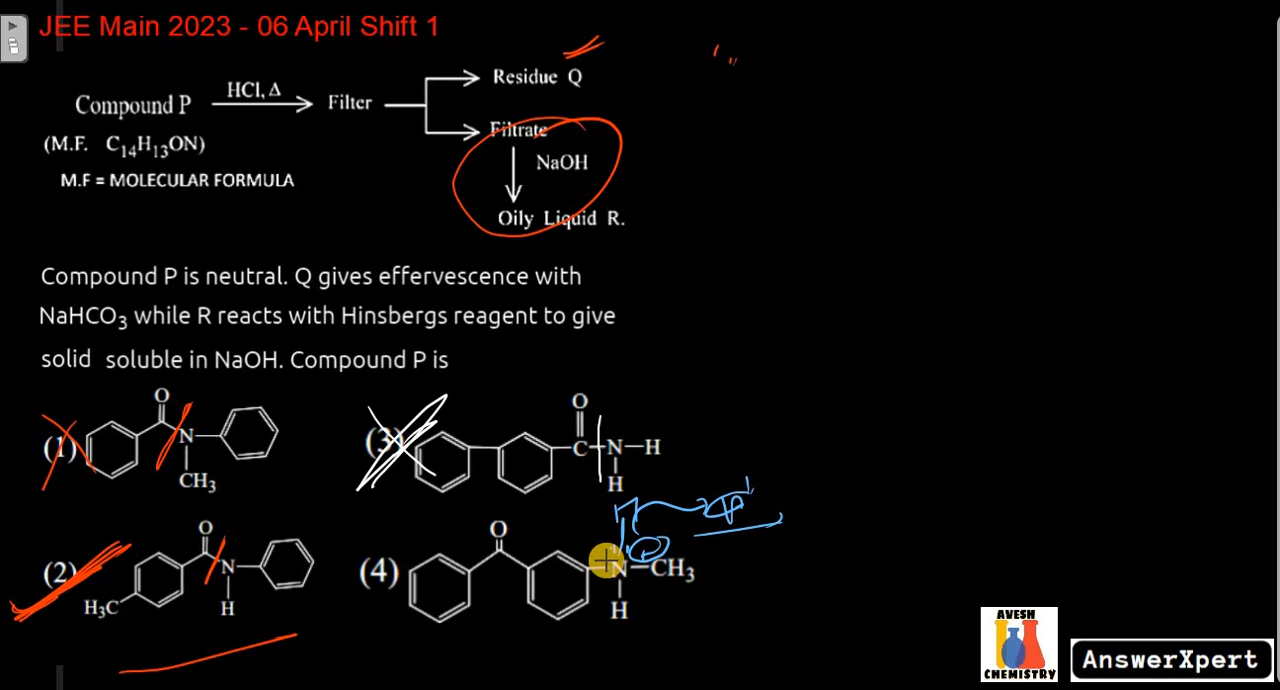 JEE Main 2023 - 06 April Shift 1
Compound P HCl, Δ Filter Residue Q
(M.F. C₁₄H₁₃ON) Filtrate
M.F = MOLECULAR FORMULA NaOH
Oily Liquid R.
Compound P is neutral. Q gives effervescence with
NaHCO₃ while R reacts with Hinsbergs reagent to give
solid soluble in NaOH. Compound P is
(1) O N CH₃
(3) O C N H H
(2) O N H H₃C
(4) O N CH₃ H
AVESH
CHEMISTRY
AnswerXpert